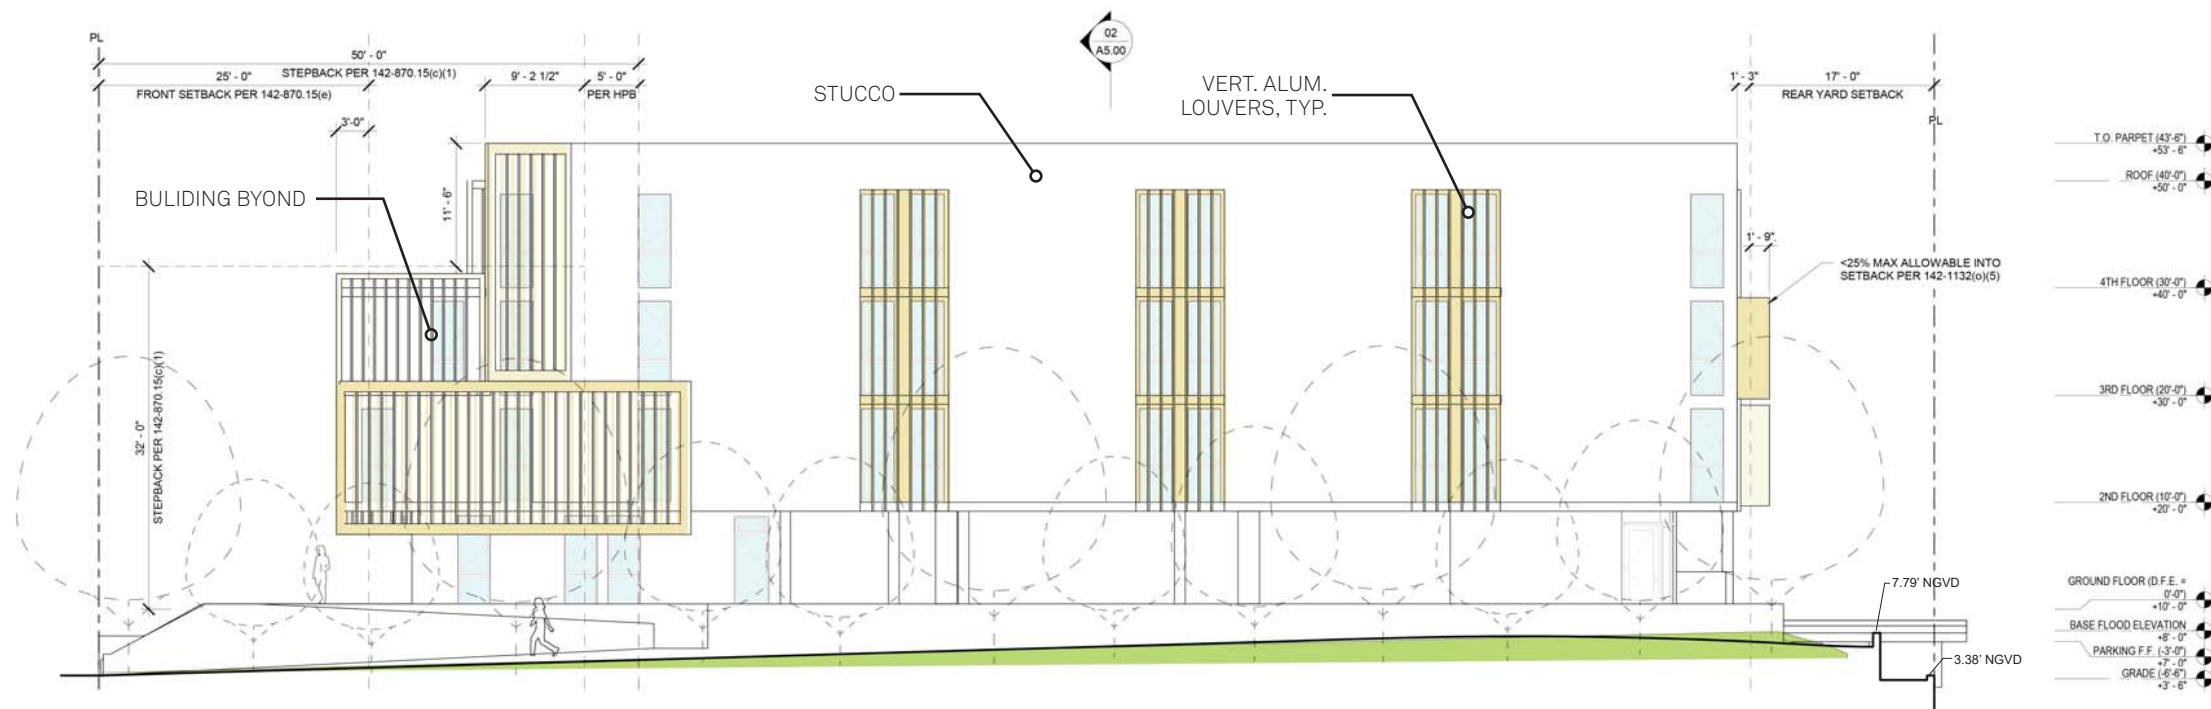 PL
50' - 0"
STEPBACK PER 142-870.15(c)(1)
25' - 0"
FRONT SETBACK PER 142-870.15(e)
9' - 2 1/2"
5' - 0"
PER HPB
3'-0"
11' - 6"
32' - 0"
STEPBACK PER 142-870.15(c)(1)
BULIDING BYOND
STUCCO
02
A5.00
VERT. ALUM.
LOUVERS, TYP.
1' - 3"
17' - 0"
REAR YARD SETBACK
PL
1' - 9"
<25% MAX ALLOWABLE INTO
SETBACK PER 142-1132(o)(5)
7.79' NGVD
3.38' NGVD
T.O. PARPET (43'-6")
+53' - 6"
ROOF (40'-0")
+50' - 0"
4TH FLOOR (30'-0")
+40' - 0"
3RD FLOOR (20'-0")
+30' - 0"
2ND FLOOR (10'-0")
+20' - 0"
GROUND FLOOR (D.F.E. =
0'-0")
+10' - 0"
BASE FLOOD ELEVATION
+8' - 0"
PARKING F.F. (-3'-0")
+7' - 0"
GRADE (-6'-6")
+3' - 6"